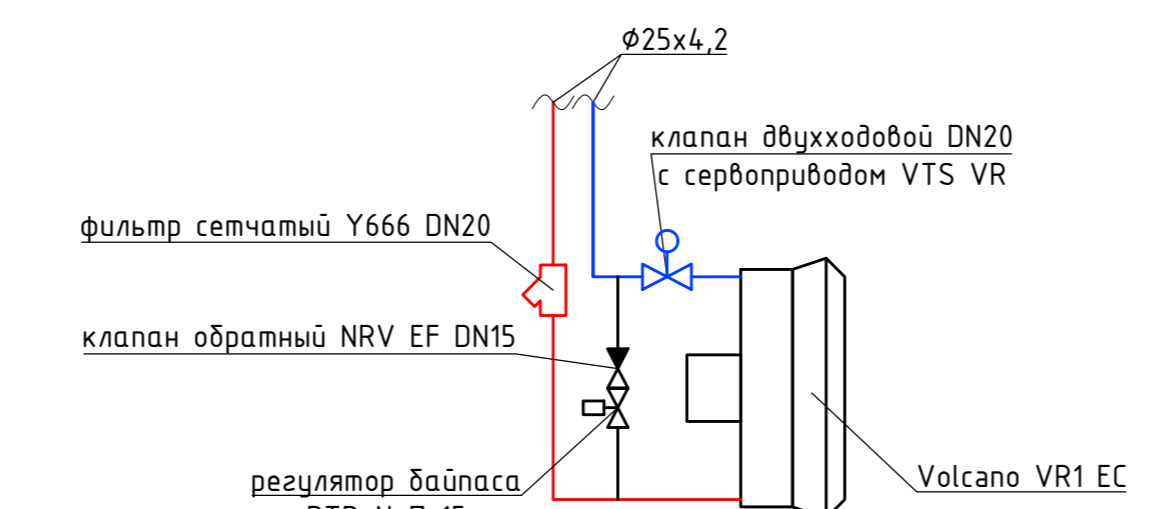 Ø25x4,2
клапан двухходовой DN20
с сервоприводом VTS VR
фильтр сетчатый Y666 DN20
клапан обратный NRV EF DN15
регулятор байпаса
Volcano VR1 EC